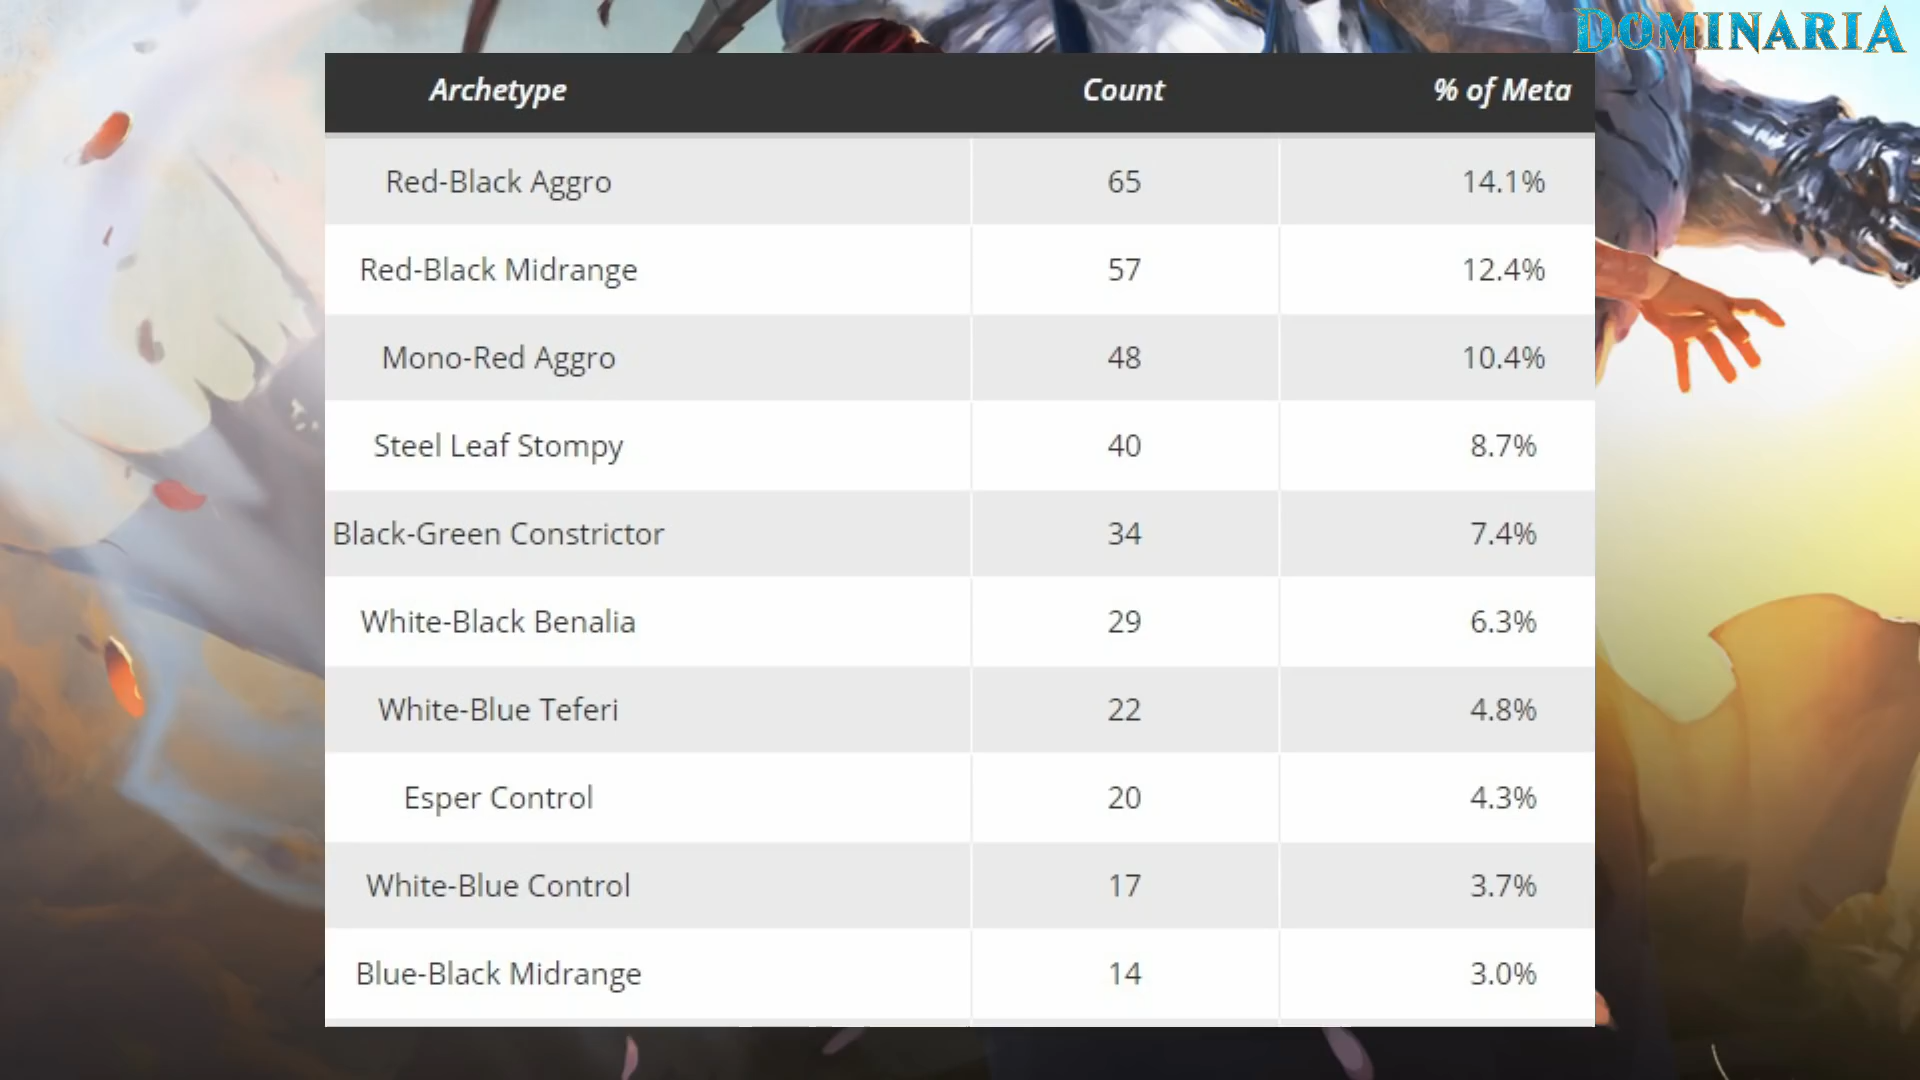 DOMINARIA
Archetype Count % of Meta
Red-Black Aggro 65 14.1%
Red-Black Midrange 57 12.4%
Mono-Red Aggro 48 10.4%
Steel Leaf Stompy 40 8.7%
Black-Green Constrictor 34 7.4%
White-Black Benalia 29 6.3%
White-Blue Teferi 22 4.8%
Esper Control 20 4.3%
White-Blue Control 17 3.7%
Blue-Black Midrange 14 3.0%